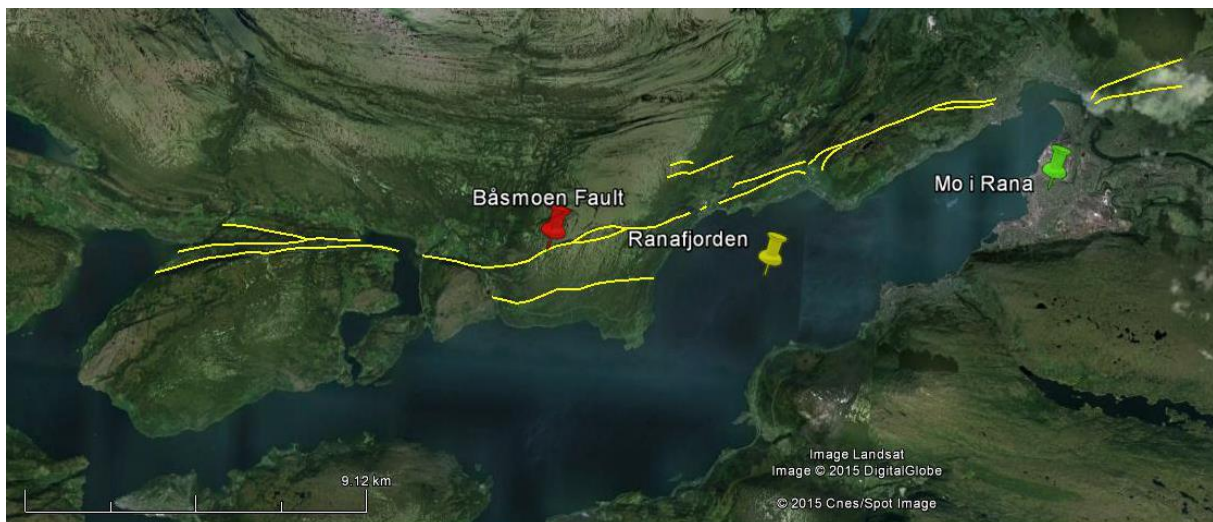 Båsmoen Fault
Mo i Rana
Ranafjorden
9.12 km
Image Landsat
Image © 2015 DigitalGlobe
© 2015 Cnes/Spot Image